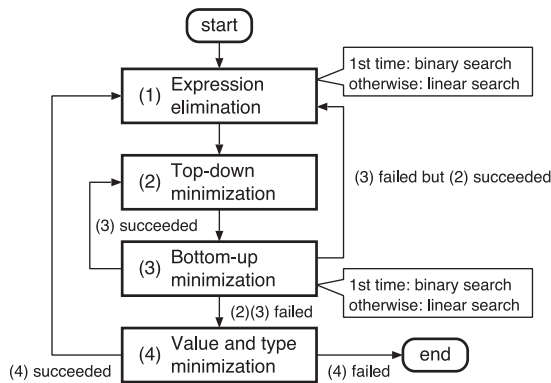 start
1st time: binary search
otherwise: linear search
(1) Expression
elimination
(2) Top-down
minimization
(3) failed but (2) succeeded
(3) succeeded
(3) Bottom-up
minimization
1st time: binary search
otherwise: linear search
(2)(3) failed
(4) Value and type
minimization
(4) succeeded
(4) failed
end